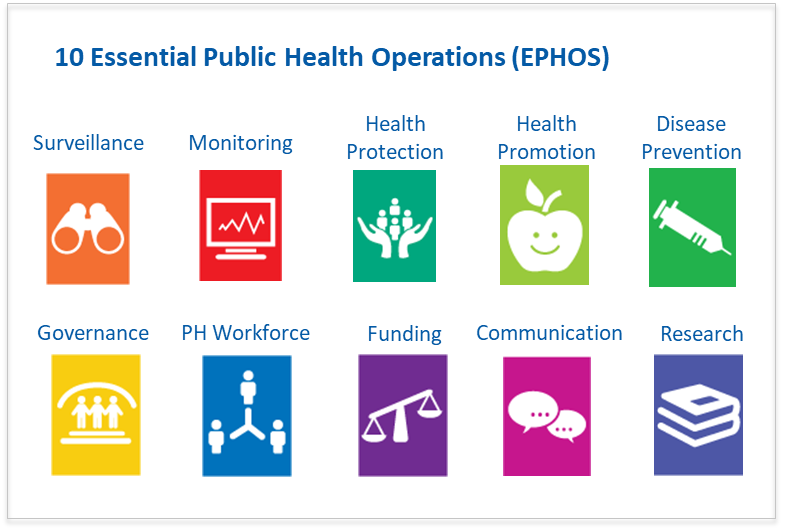 10 Essential Public Health Operations (EPHOS)
Surveillance
Monitoring
Health
Protection
Health
Promotion
Disease
Prevention
Governance
PH Workforce
Funding
Communication
Research